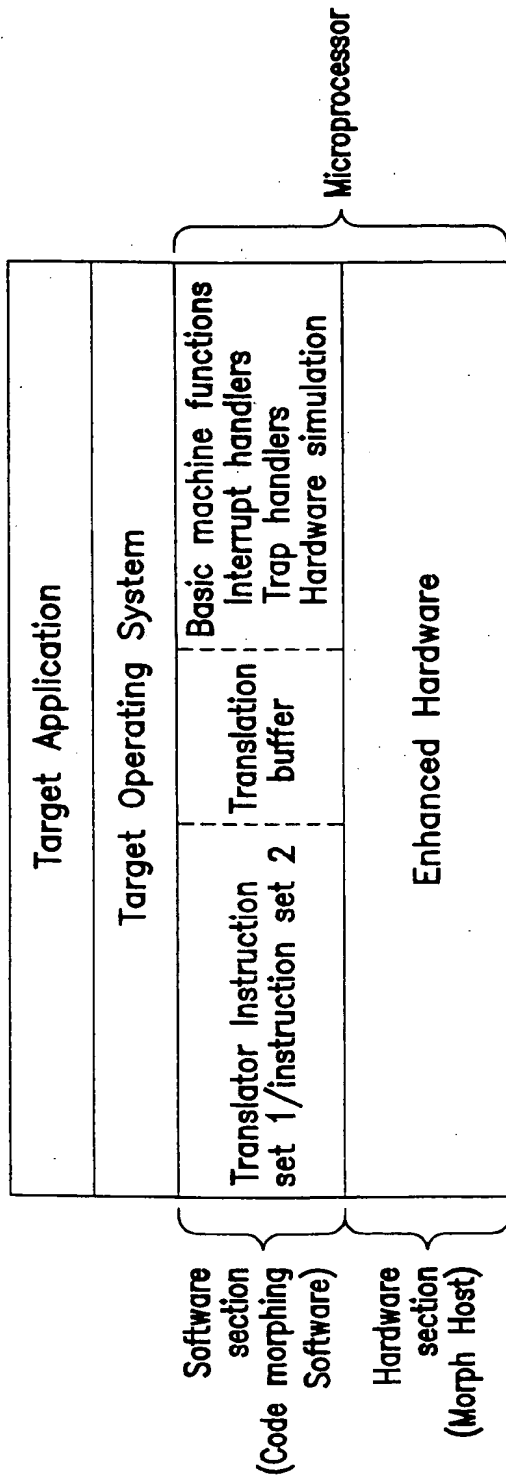 Target Application
Target Operating System
Translator Instruction
set 1/instruction set 2
Translation
buffer
Basic machine functions
Interrupt handlers
Trap handlers
Hardware simulation
Enhanced Hardware
Software
section
(Code morphing
Software)
Hardware
section
(Morph Host)
Microprocessor